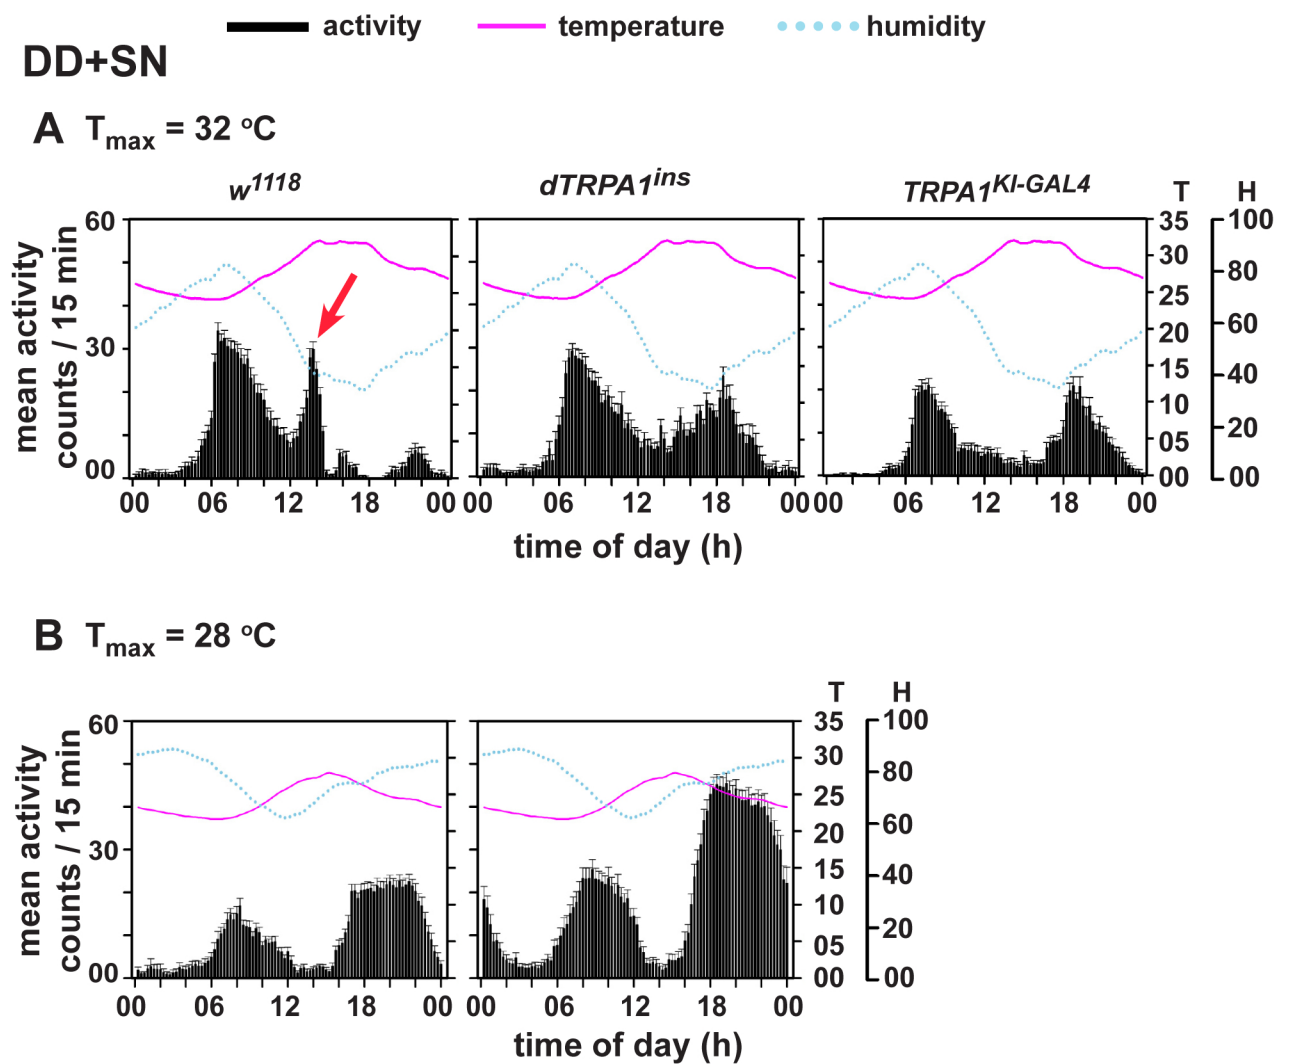 activity temperature humidity
DD+SN
A Tmax = 32 °C
w1118 dTRPA1ins TRPA1KI-GAL4 T H
mean activity
counts / 15 min
60
30
00
35
30
25
20
15
10
05
00
100
80
60
40
20
00
00 06 12 18 00 06 12 18 00 06 12 18 00
time of day (h)
B Tmax = 28 °C
T H
mean activity
counts / 15 min
60
30
00
35
30
25
20
15
10
05
00
100
80
60
40
20
00
00 06 12 18 00 06 12 18 00
time of day (h)